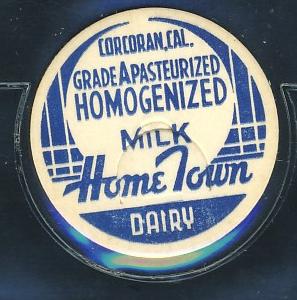 CORCORAN, CAL.
GRADE A PASTEURIZED
HOMOGENIZED
MILK
Home Town
DAIRY